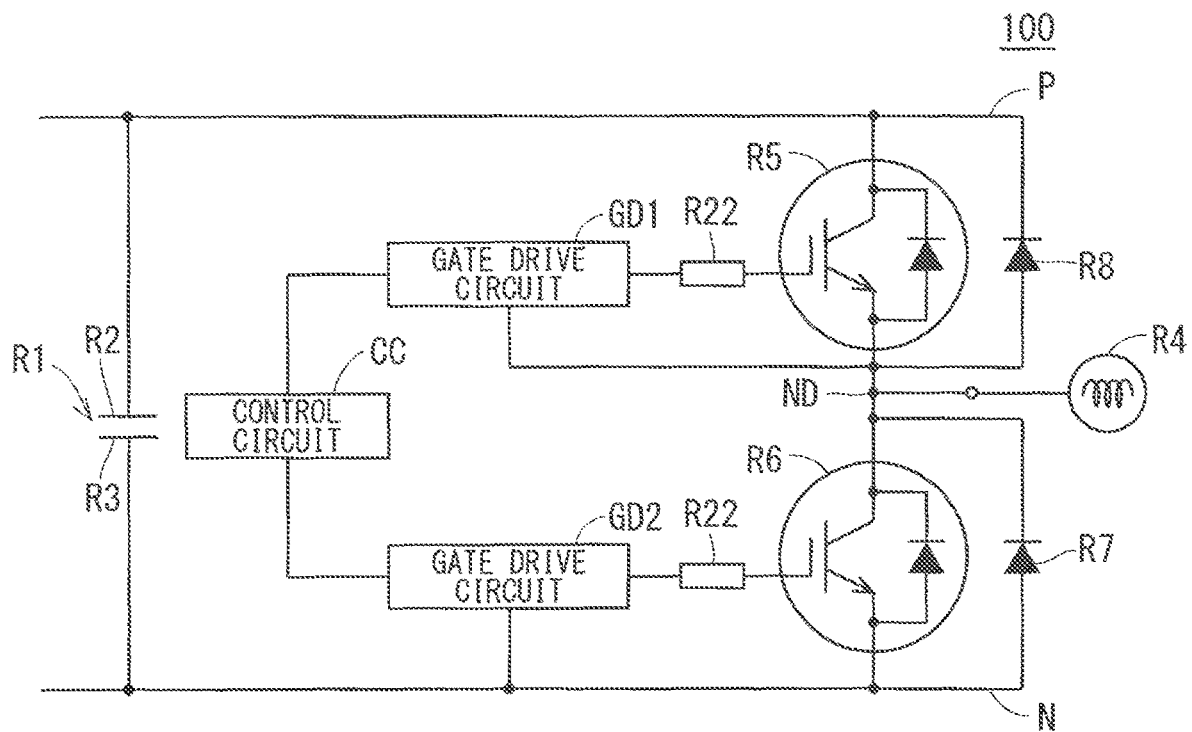 100
P
R5
GD1
R22
GATE DRIVE
CIRCUIT
R8
R4
R1
R2
CC
ND
CONTROL
CIRCUIT
R3
R6
GD2
R22
GATE DRIVE
CIRCUIT
R7
N